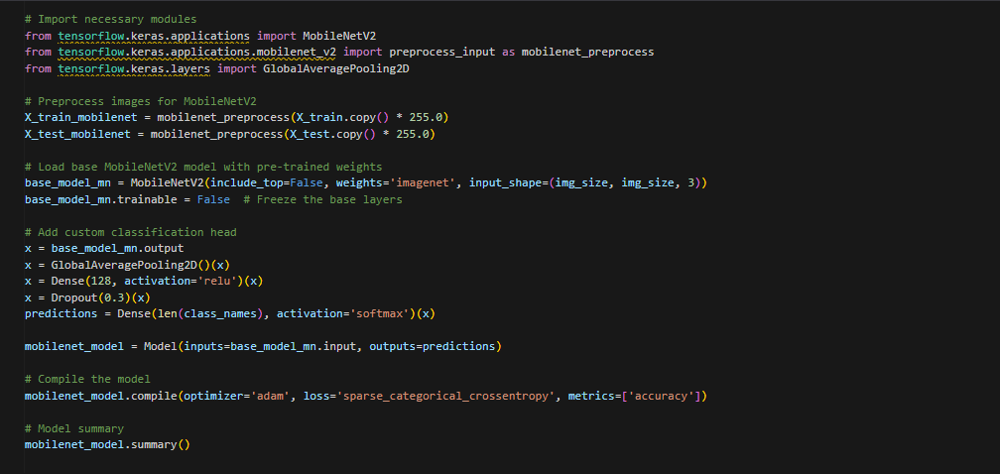 # Import necessary modules
from tensorflow.keras.applications import MobileNetV2
from tensorflow.keras.applications.mobilenet_v2 import preprocess_input as mobilenet_preprocess
from tensorflow.keras.layers import GlobalAveragePooling2D
# Preprocess images for MobileNetV2
X_train_mobilenet = mobilenet_preprocess(X_train.copy() * 255.0)
X_test_mobilenet = mobilenet_preprocess(X_test.copy() * 255.0)
# Load base MobileNetV2 model with pre-trained weights
base_model_mn = MobileNetV2(include_top=False, weights='imagenet', input_shape=(img_size, img_size, 3))
base_model_mn.trainable = False  # Freeze the base layers
# Add custom classification head
x = base_model_mn.output
x = GlobalAveragePooling2D()(x)
x = Dense(128, activation='relu')(x)
x = Dropout(0.3)(x)
predictions = Dense(len(class_names), activation='softmax')(x)
mobilenet_model = Model(inputs=base_model_mn.input, outputs=predictions)
# Compile the model
mobilenet_model.compile(optimizer='adam', loss='sparse_categorical_crossentropy', metrics=['accuracy'])
# Model summary
mobilenet_model.summary()